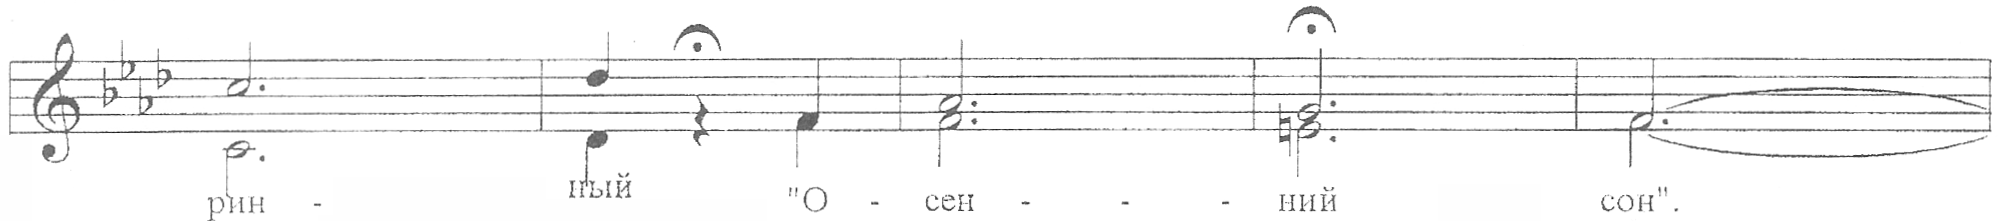 рин - ный "О - сен - - - ний сон".